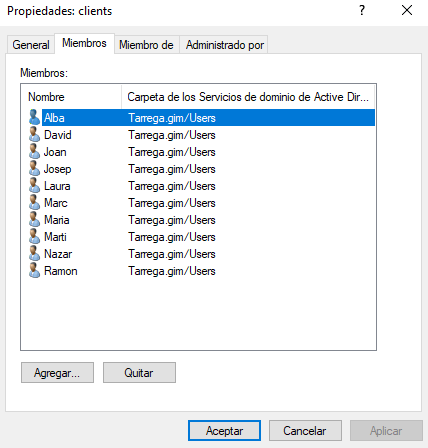 Propiedades: clients
General Miembros Miembro de Administrado por
Miembros:
Nombre Carpeta de los Servicios de dominio de Active Dir...
Alba Tarrega.gim/Users
David Tarrega.gim/Users
Joan Tarrega.gim/Users
Josep Tarrega.gim/Users
Laura Tarrega.gim/Users
Marc Tarrega.gim/Users
Maria Tarrega.gim/Users
Marti Tarrega.gim/Users
Nazar Tarrega.gim/Users
Ramon Tarrega.gim/Users
Agregar... Quitar
Aceptar Cancelar Aplicar